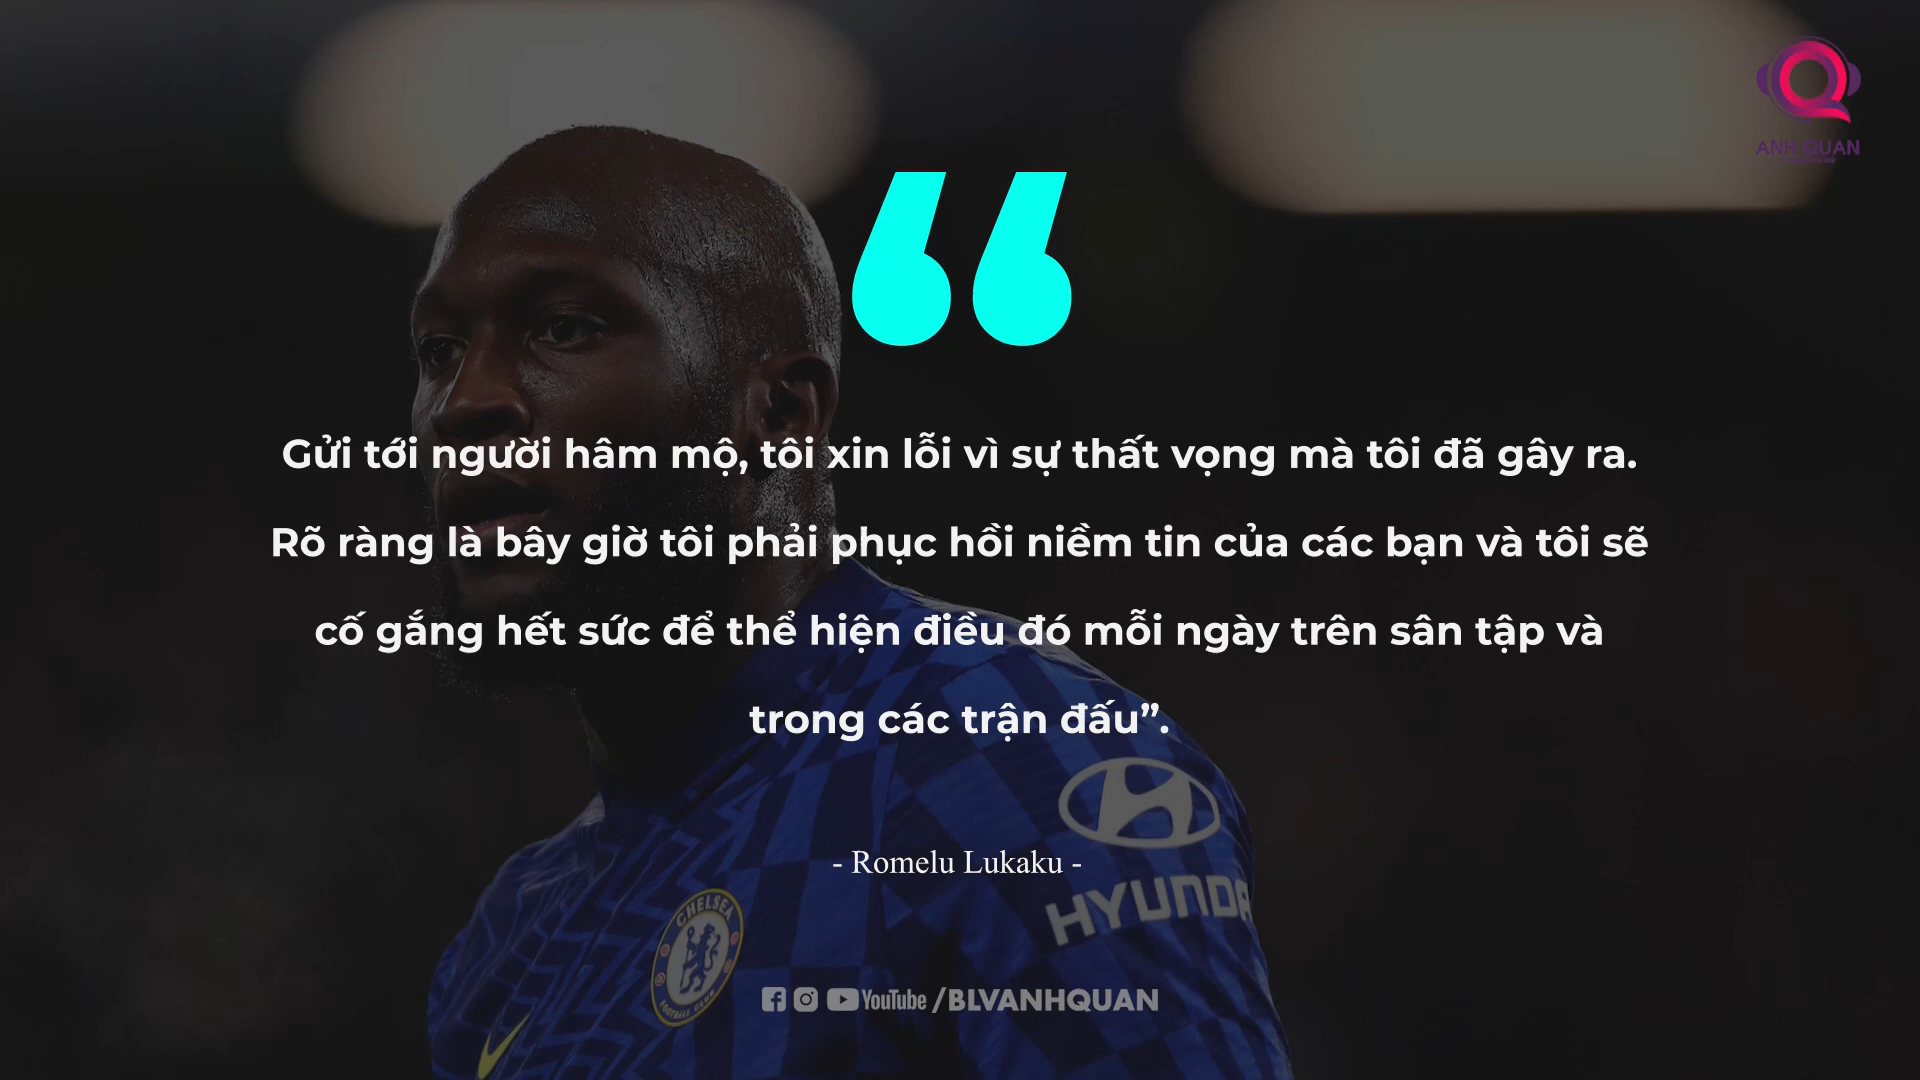 ANH QUAN
“
Gửi tới người hâm mộ, tôi xin lỗi vì sự thất vọng mà tôi đã gây ra.
Rõ ràng là bây giờ tôi phải phục hồi niềm tin của các bạn và tôi sẽ
cố gắng hết sức để thể hiện điều đó mỗi ngày trên sân tập và
trong các trận đấu”.
- Romelu Lukaku -
HYUNDA
CHELSEA
FOOTBALL CLUB
YouTube /BLVANHQUAN